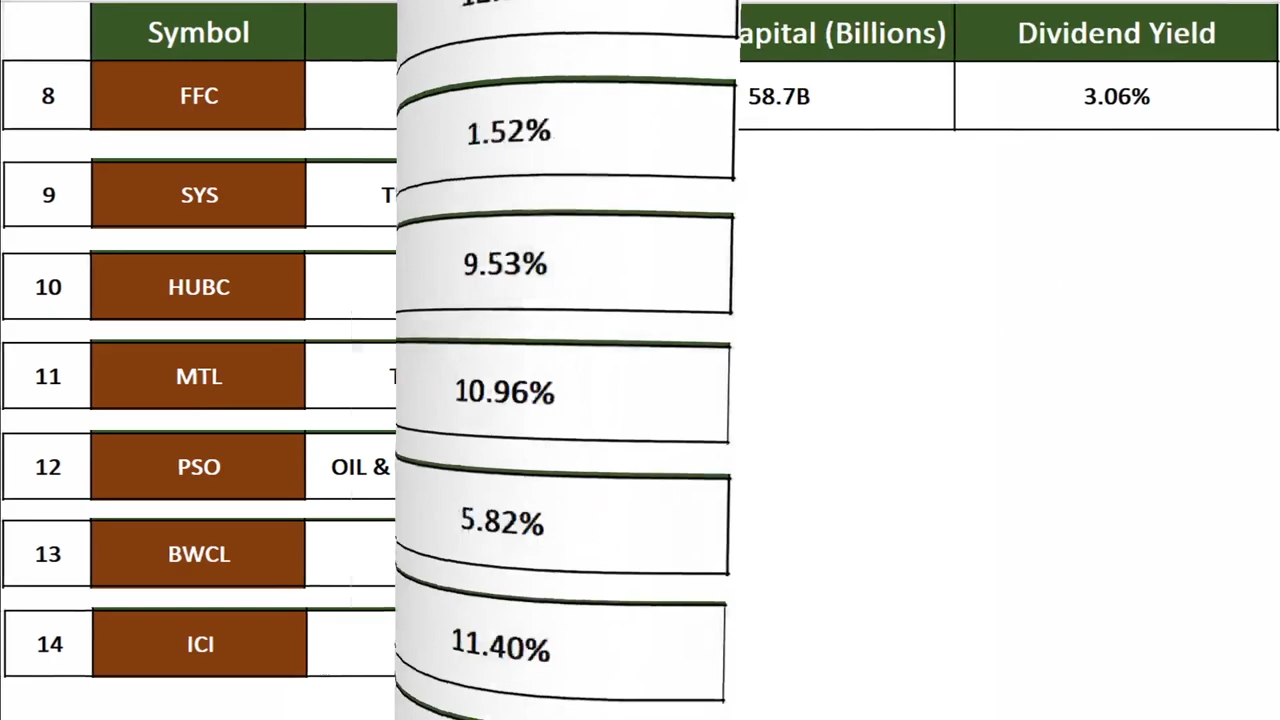 Symbol
apital (Billions) Dividend Yield
8 FFC 58.7B 3.06%
1.52%
9 SYS
9.53%
10 HUBC
11 MTL 10.96%
12 PSO OIL &
5.82%
13 BWCL
14 ICI 11.40%